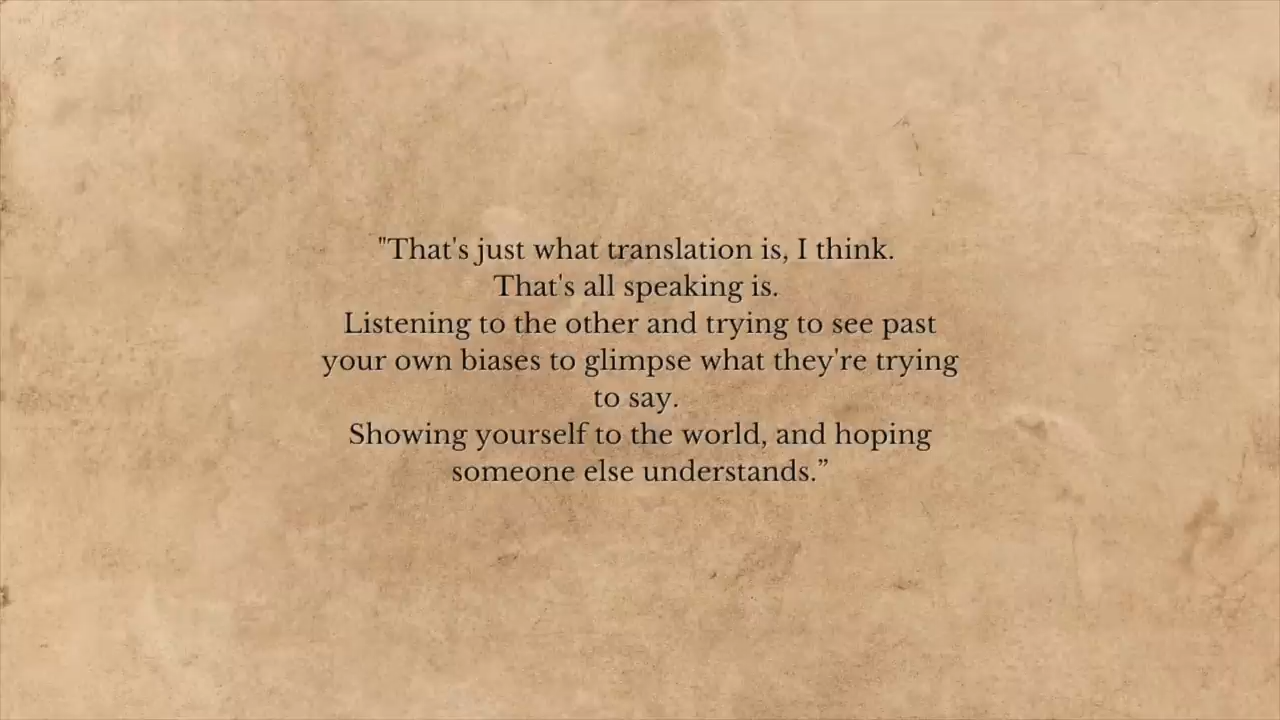 "That's just what translation is, I think.
That's all speaking is.
Listening to the other and trying to see past
your own biases to glimpse what they're trying
to say.
Showing yourself to the world, and hoping
someone else understands.”